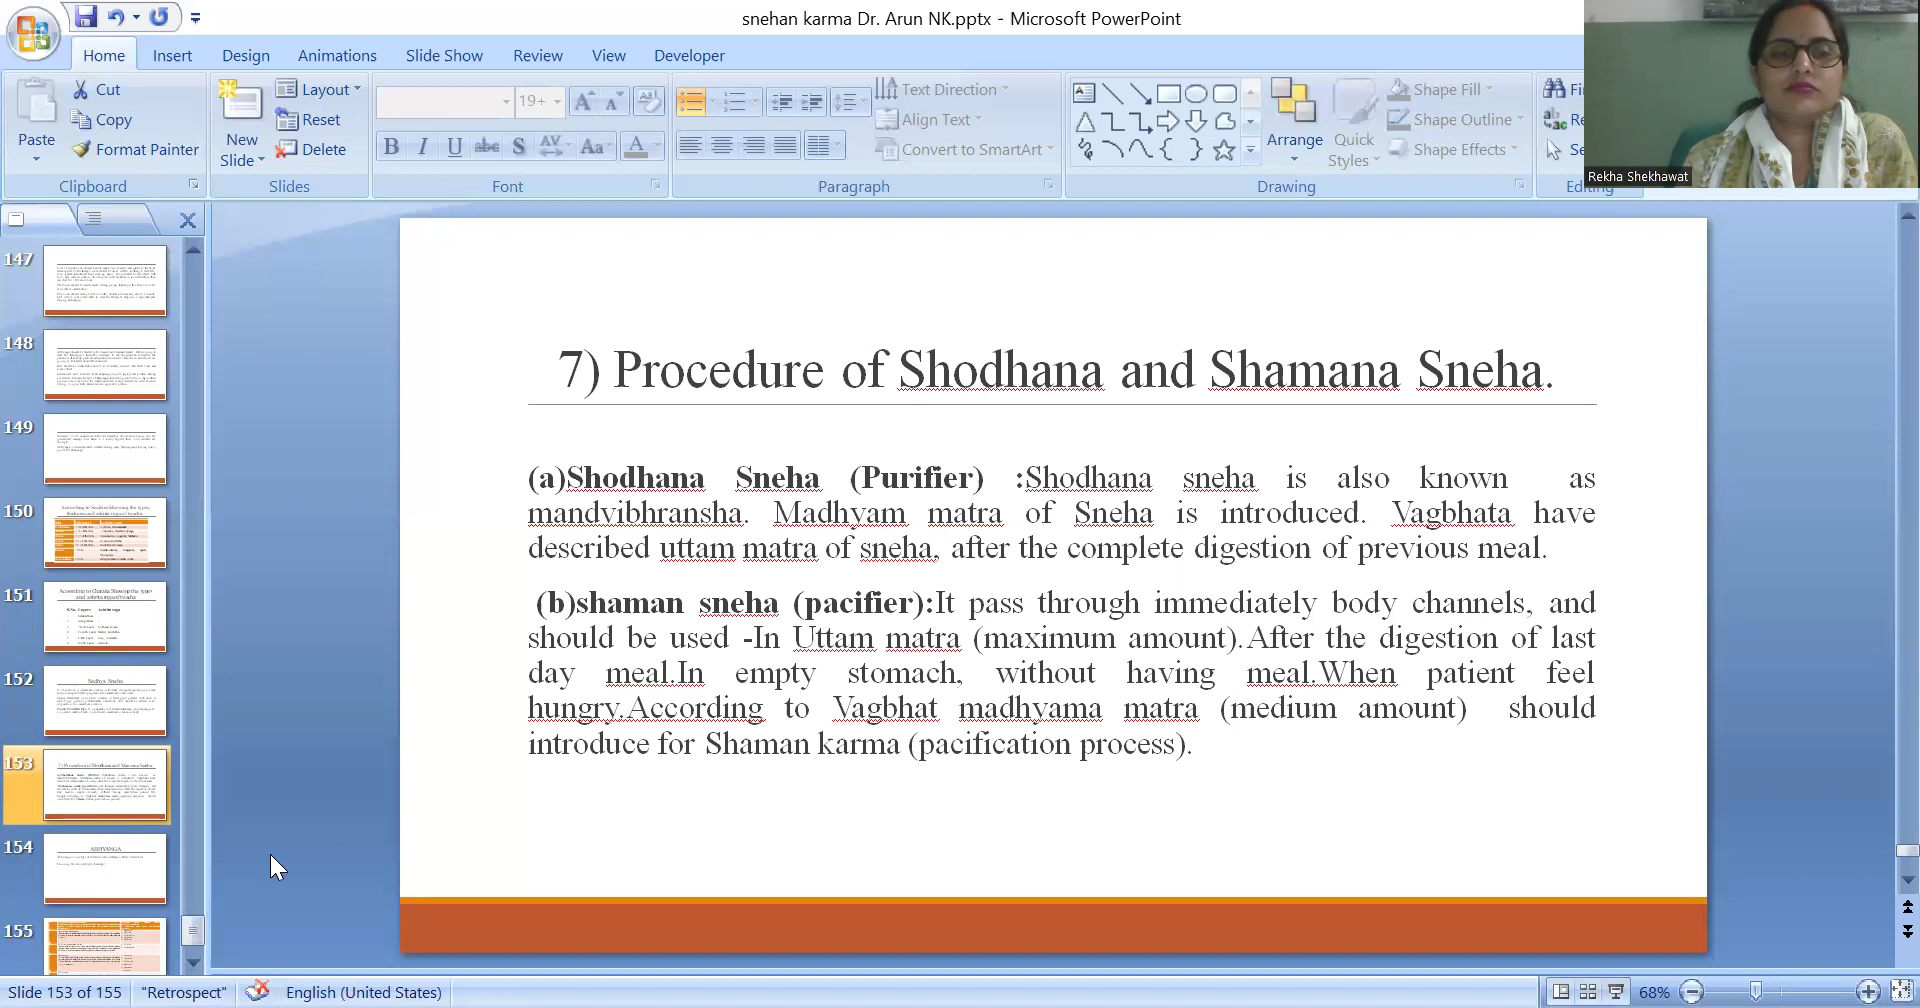 snehan karma Dr. Arun NK.pptx - Microsoft PowerPoint
Home Insert Design Animations Slide Show Review View Developer
Paste
Cut
Copy
Format Painter
Clipboard
New Slide
Layout
Reset
Delete
Slides
19+
B I U abc S AV Aa A
Font
Text Direction
Align Text
Convert to SmartArt
Paragraph
Arrange
Quick Styles
Shape Fill
Shape Outline
Shape Effects
Drawing
Editing
Rekha Shekhawat
147
148
149
150
151
152
Nadhya Sneha
153
154
ABHYANGA
155
7) Procedure of Shodhana and Shamana Sneha.
(a)Shodhana Sneha (Purifier) :Shodhana sneha is also known as
mandvibhransha. Madhyam matra of Sneha is introduced. Vagbhata have
described uttam matra of sneha, after the complete digestion of previous meal.
(b)shaman sneha (pacifier):It pass through immediately body channels, and
should be used -In Uttam matra (maximum amount).After the digestion of last
day meal.In empty stomach, without having meal.When patient feel
hungry.According to Vagbhat madhyama matra (medium amount) should
introduce for Shaman karma (pacification process).
Slide 153 of 155 "Retrospect" English (United States) 68%